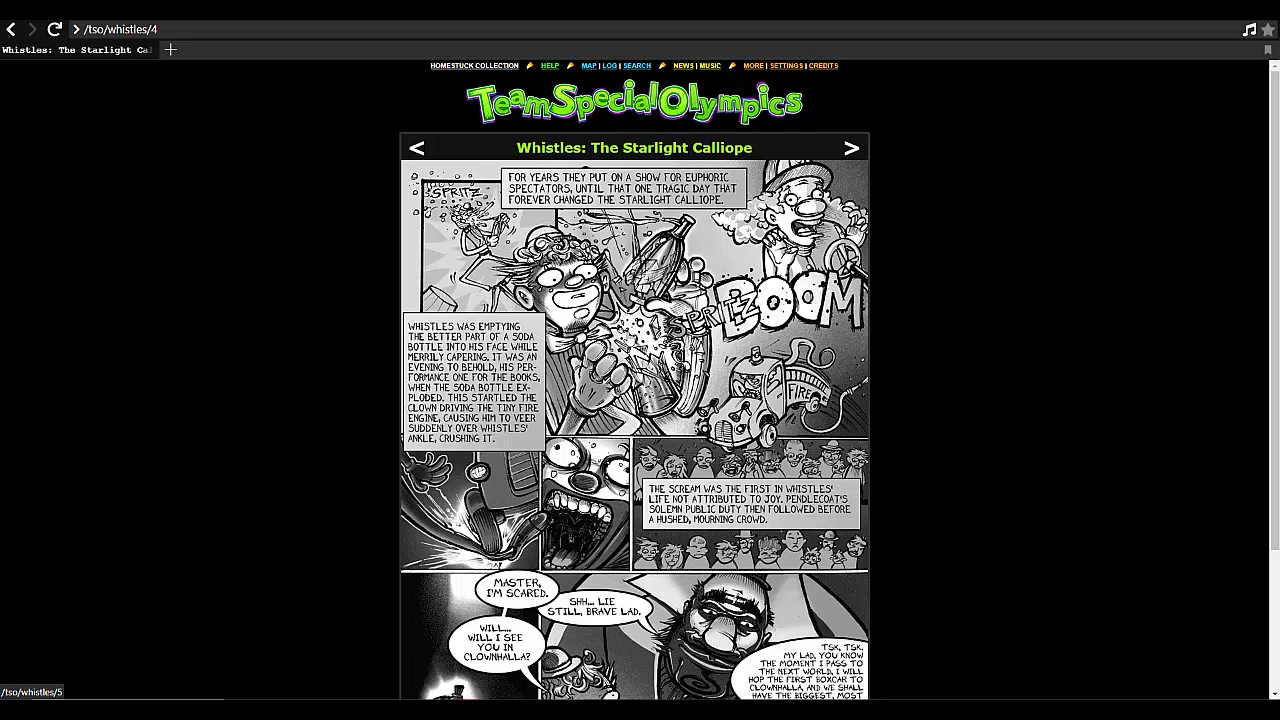 /tso/whistles/4
Whistles: The Starlight Cal
HOMESTUCK COLLECTION HELP MAP | LOG | SEARCH NEWS | MUSIC MORE | SETTINGS | CREDITS
TeamSpecialOlympics
< Whistles: The Starlight Calliope >
FOR YEARS THEY PUT ON A SHOW FOR EUPHORIC
SPECTATORS, UNTIL THAT ONE TRAGIC DAY THAT
FOREVER CHANGED THE STARLIGHT CALLIOPE.
SPRITZ
BOOM
FIRE
WHISTLES WAS EMPTYING
THE BETTER PART OF A SODA
BOTTLE INTO HIS FACE WHILE
MERRILY CAPERING. IT WAS AN
EVENING TO BEHOLD, HIS PER-
FORMANCE ONE FOR THE BOOKS,
WHEN THE SODA BOTTLE EX-
PLODED. THIS STARTLED THE
CLOWN DRIVING THE TINY FIRE
ENGINE, CAUSING HIM TO VEER
SUDDENLY OVER WHISTLES'
ANKLE, CRUSHING IT.
THE SCREAM WAS THE FIRST IN WHISTLES'
LIFE NOT ATTRIBUTED TO JOY. PENDLECOAT'S
SOLEMN PUBLIC DUTY THEN FOLLOWED BEFORE
A HUSHED, MOURNING CROWD.
MASTER,
I'M SCARED.
SHH... LIE
STILL, BRAVE LAD.
WILL...
WILL I SEE
YOU IN
CLOWNHALLA?
TSK, TSK.
MY LAD, YOU KNOW
THE MOMENT I PASS TO
THE NEXT WORLD, I WILL
HOP THE FIRST BOXCAR TO
CLOWNHALLA, AND WE SHALL
HAVE THE BIGGEST, MOST
/tso/whistles/5